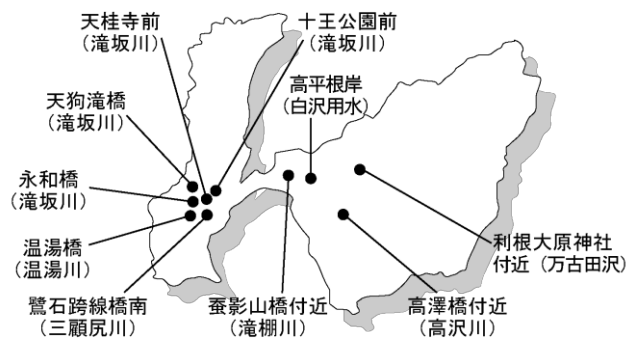 天桂寺前
（滝坂川）
十王公園前
（滝坂川）
高平根岸
（白沢用水）
天狗滝橋
（滝坂川）
永和橋
（滝坂川）
温湯橋
（温湯川）
鷺石跨線橋南
（三顧尻川）
蚕影山橋付近
（滝棚川）
高澤橋付近
（高沢川）
利根大原神社
付近（万古田沢）